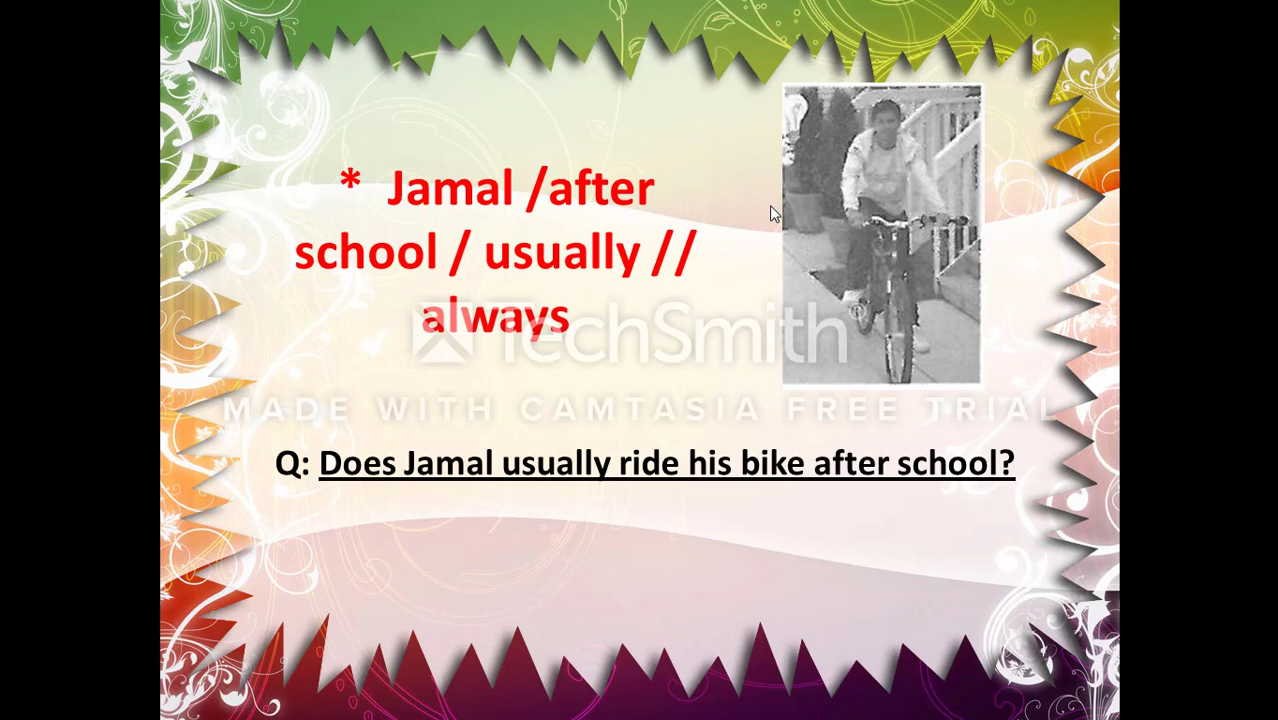 * Jamal /after
school / usually //
always
TechSmith
MADE WITH CAMTASIA FREE TRIAL
Q: Does Jamal usually ride his bike after school?